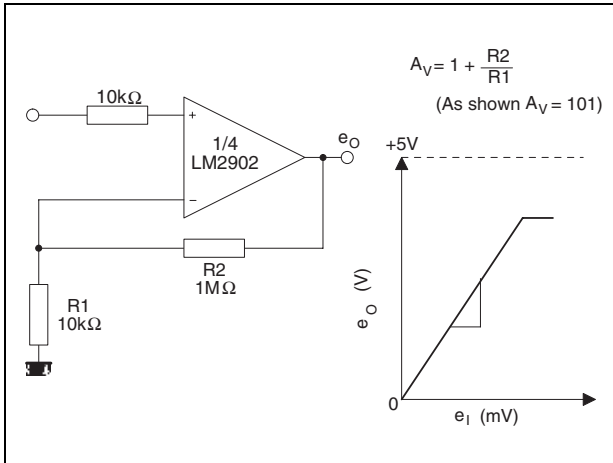 A_V = 1 + R2/R1
(As shown A_V = 101)
10kΩ
+
1/4
LM2902
−
e_O
R2
1MΩ
R1
10kΩ
+5V
e_O (V)
0
e_I (mV)